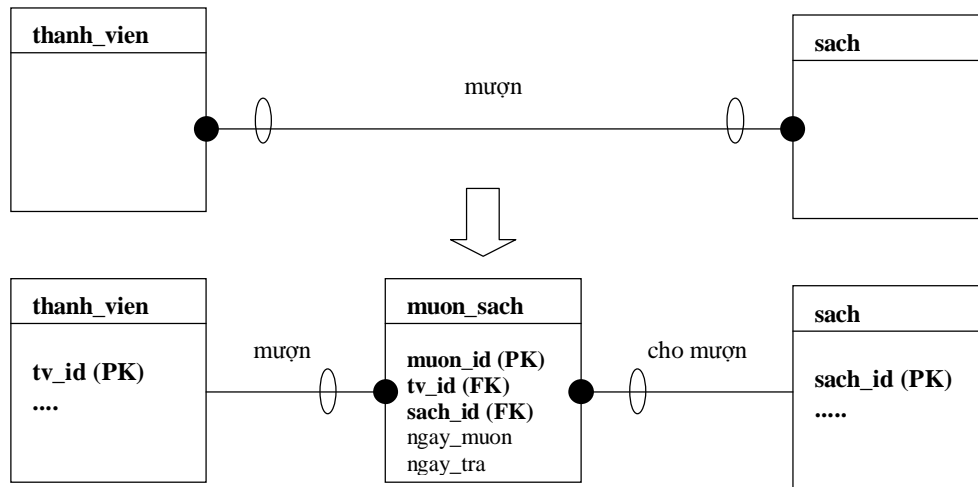 thanh_vien
sach
mượn
thanh_vien
tv_id (PK)
....
mượn
muon_sach
muon_id (PK)
tv_id (FK)
sach_id (FK)
ngay_muon
ngay_tra
cho mượn
sach
sach_id (PK)
.....